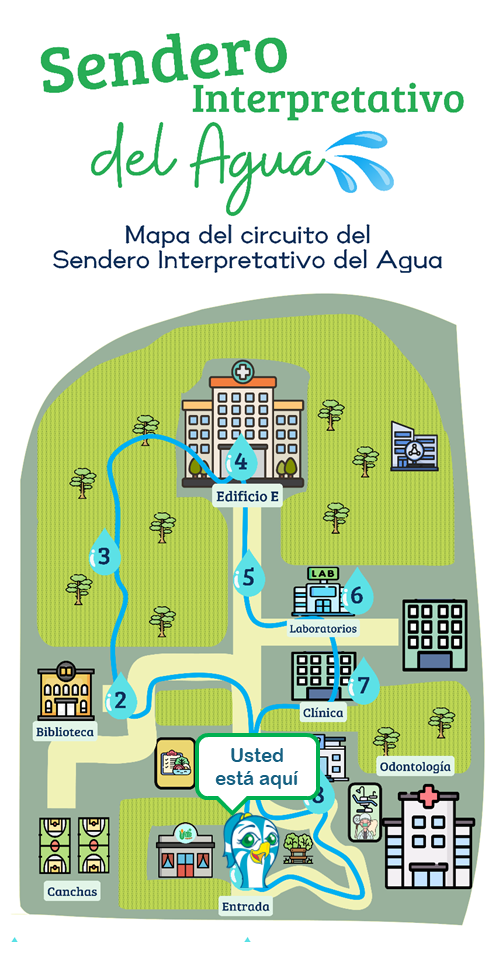 Sendero
Interpretativo
del Agua
Mapa del circuito del
Sendero Interpretativo del Agua
4
Edificio E
3
5
LAB
6
Laboratorios
7
Clínica
2
Biblioteca
Usted
está aquí
Odontología
8
Canchas
Entrada